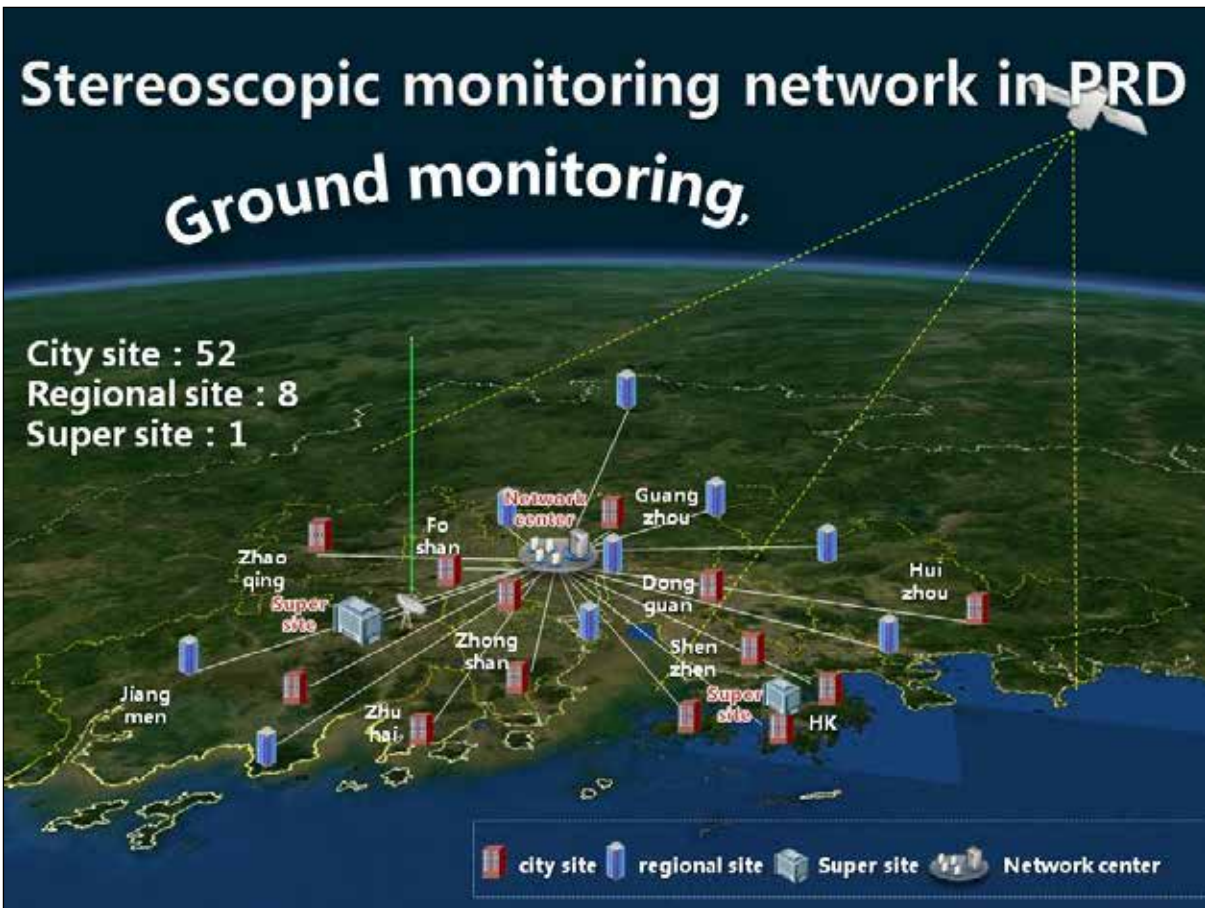 Stereoscopic monitoring network in PRD
Ground monitoring,
City site : 52
Regional site : 8
Super site : 1
Network
center
Guang
zhou
Fo
shan
Zhao
qing
Super
site
Dong
guan
Hui
zhou
Zhong
shan
Shen
zhen
Jiang
men
Zhu
hai
Super
site
HK
city site regional site Super site Network center